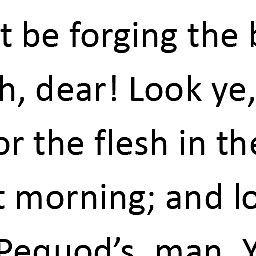 t be forging the b
h, dear! Look ye,
or the flesh in the
t morning; and lo
Pequod’s, man. Y